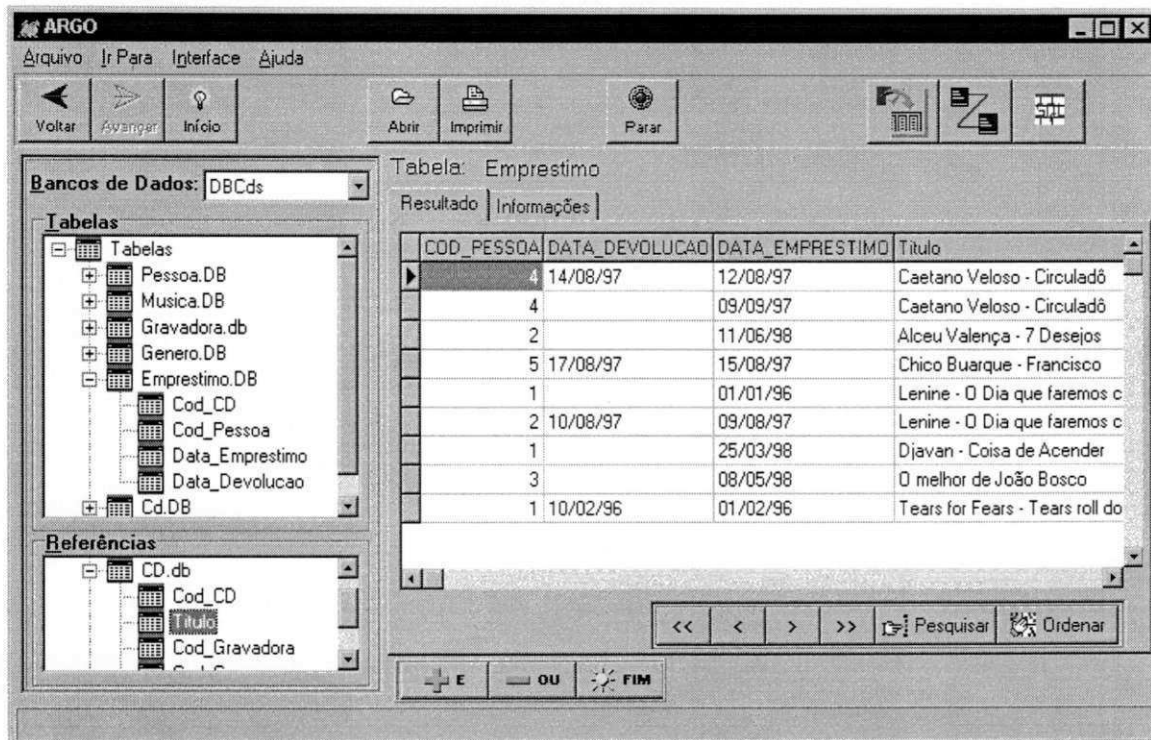 ARGO
Arquivo Ir Para Interface Ajuda
Voltar Avançar Início Abrir Imprimir Parar SQL
Bancos de Dados: DBCds
Tabelas
Tabelas
Pessoa.DB
Musica.DB
Gravadora.db
Genero.DB
Emprestimo.DB
Cod_CD
Cod_Pessoa
Data_Emprestimo
Data_Devolucao
Cd.DB
Referências
CD.db
Cod_CD
Título
Cod_Gravadora
Tabela: Emprestimo
Resultado Informações
COD_PESSOA DATA_DEVOLUCAO DATA_EMPRESTIMO Título
4 14/08/97 12/08/97 Caetano Veloso - Circuladô
4 09/09/97 Caetano Veloso - Circuladô
2 11/06/98 Alceu Valença - 7 Desejos
5 17/08/97 15/08/97 Chico Buarque - Francisco
1 01/01/96 Lenine - O Dia que faremos c
2 10/08/97 09/08/97 Lenine - O Dia que faremos c
1 25/03/98 Djavan - Coisa de Acender
3 08/05/98 O melhor de João Bosco
1 10/02/96 01/02/96 Tears for Fears - Tears roll do
<< < > >> Pesquisar Ordenar
E OU FIM